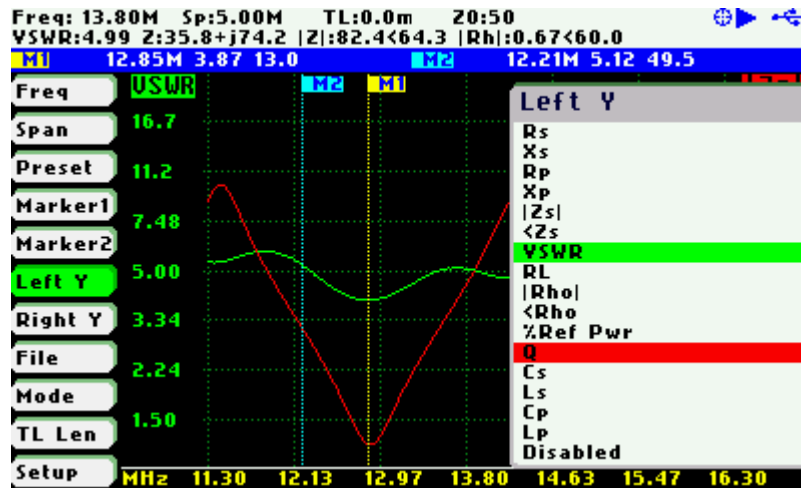 Freq: 13.80M Sp:5.00M TL:0.0m 20:50
VSWR:4.99 Z:35.8+j74.2 |Z|:82.4<64.3 |Rh|:0.67<60.0
M1 12.85M 3.87 13.0 M2 12.21M 5.12 49.5
Freq
Span
Preset
Marker1
Marker2
Left Y
Right Y
File
Mode
TL Len
Setup
VSWR M2 M1
16.7
11.2
7.48
5.00
3.34
2.24
1.50
MHz 11.30 12.13 12.97 13.80 14.63 15.47 16.30
Left Y
Rs
Xs
Rp
Xp
|Zs|
<Zs
VSWR
RL
|Rho|
<Rho
%Ref Pwr
Q
Cs
Ls
Cp
Lp
Disabled